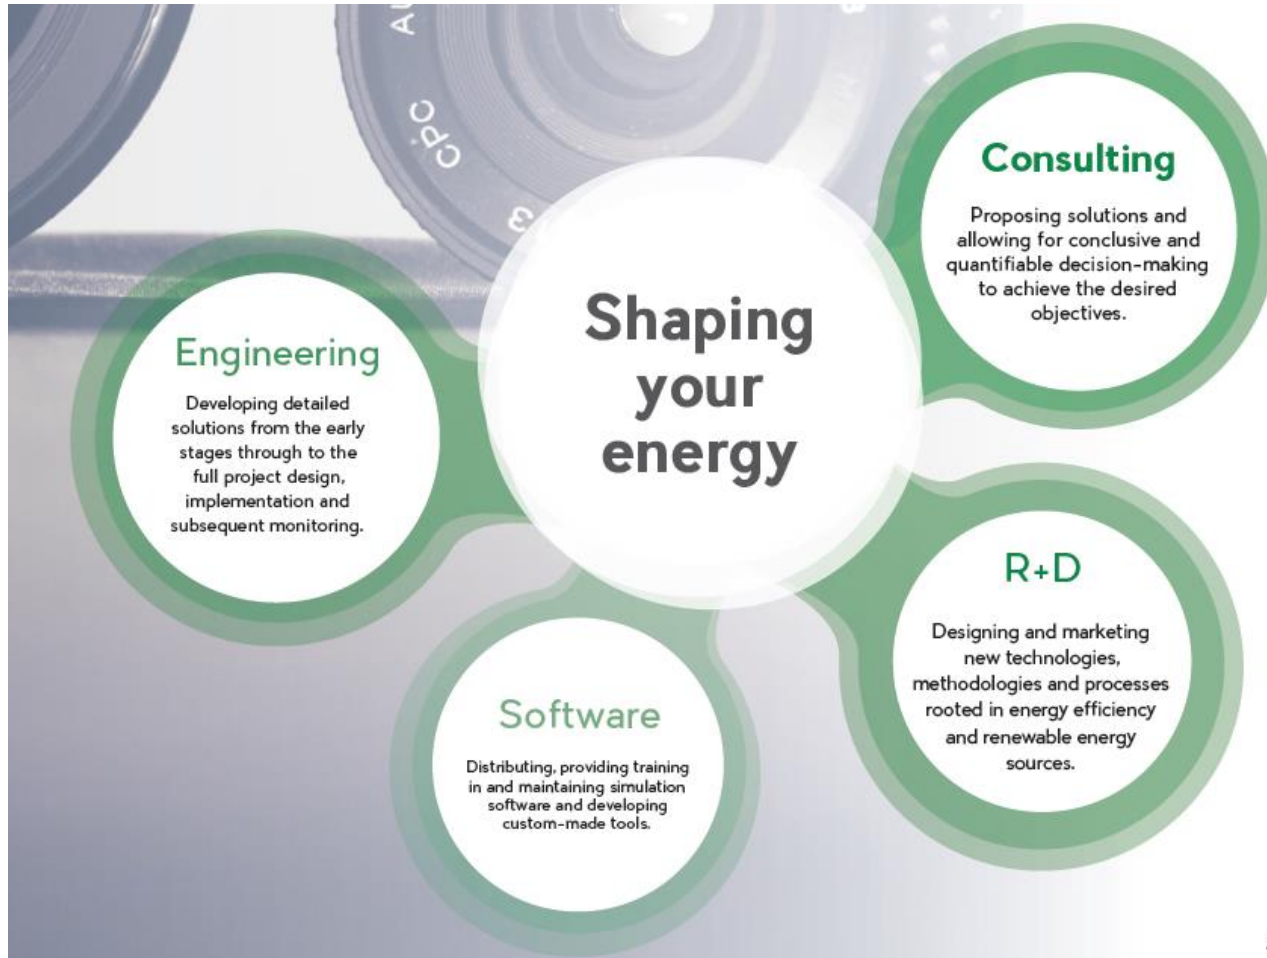 CPC
3
Shaping
your
energy
Consulting
Proposing solutions and
allowing for conclusive and
quantifiable decision-making
to achieve the desired
objectives.
Engineering
Developing detailed
solutions from the early
stages through to the
full project design,
implementation and
subsequent monitoring.
R+D
Designing and marketing
new technologies,
methodologies and processes
rooted in energy efficiency
and renewable energy
sources.
Software
Distributing, providing training
in and maintaining simulation
software and developing
custom-made tools.